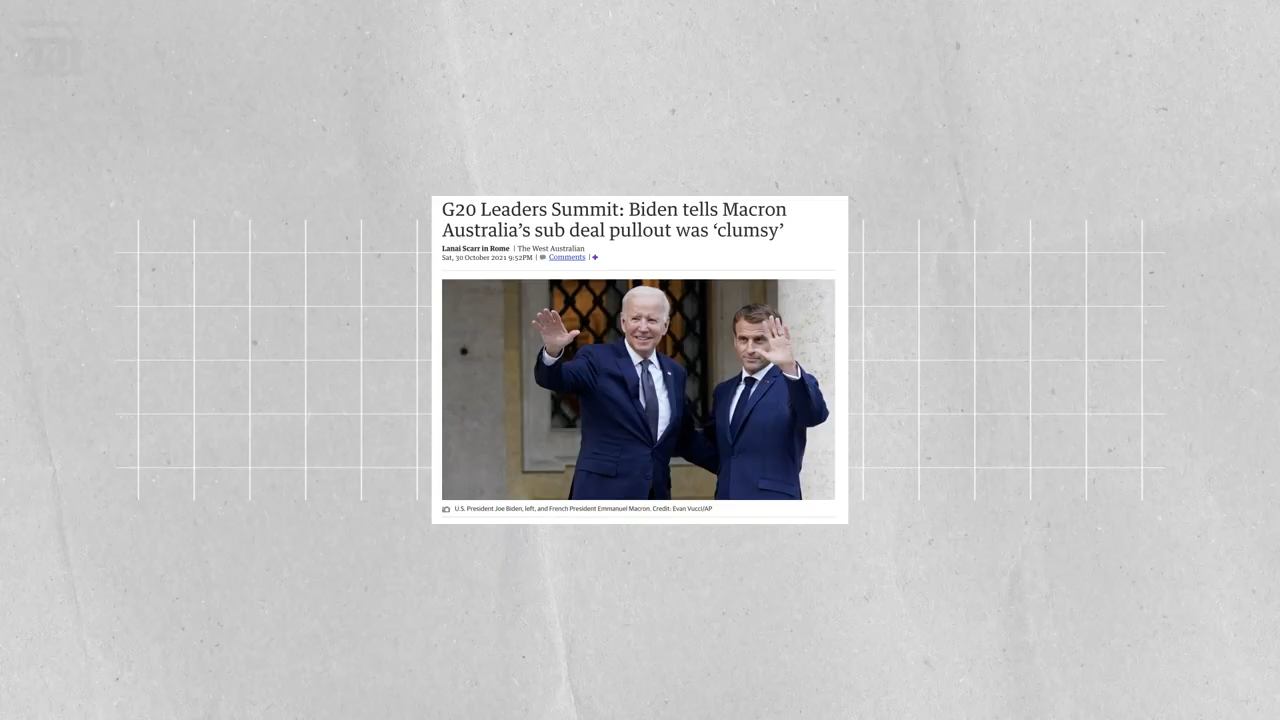 G20 Leaders Summit: Biden tells Macron
Australia's sub deal pullout was ‘clumsy’
Lanai Scarr in Rome | The West Australian
Sat, 30 October 2021 9:52PM | Comments |
U.S. President Joe Biden, left, and French President Emmanuel Macron. Credit: Evan Vucci/AP